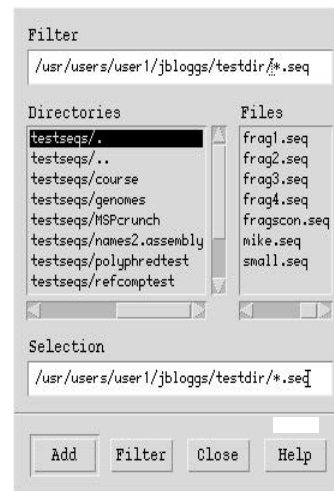 Filter
/usr/users/user1/jbloggs/testdir/*.seq
Directories
testseqs/.
testseqs/..
testseqs/course
testseqs/genomes
testseqs/MSPcrunch
testseqs/names2.assembly
testseqs/polyphredtest
testseqs/refcomptest
Files
frag1.seq
frag2.seq
frag3.seq
frag4.seq
fragscon.seq
mike.seq
small.seq
Selection
/usr/users/user1/jbloggs/testdir/*.seq
Add Filter Close Help